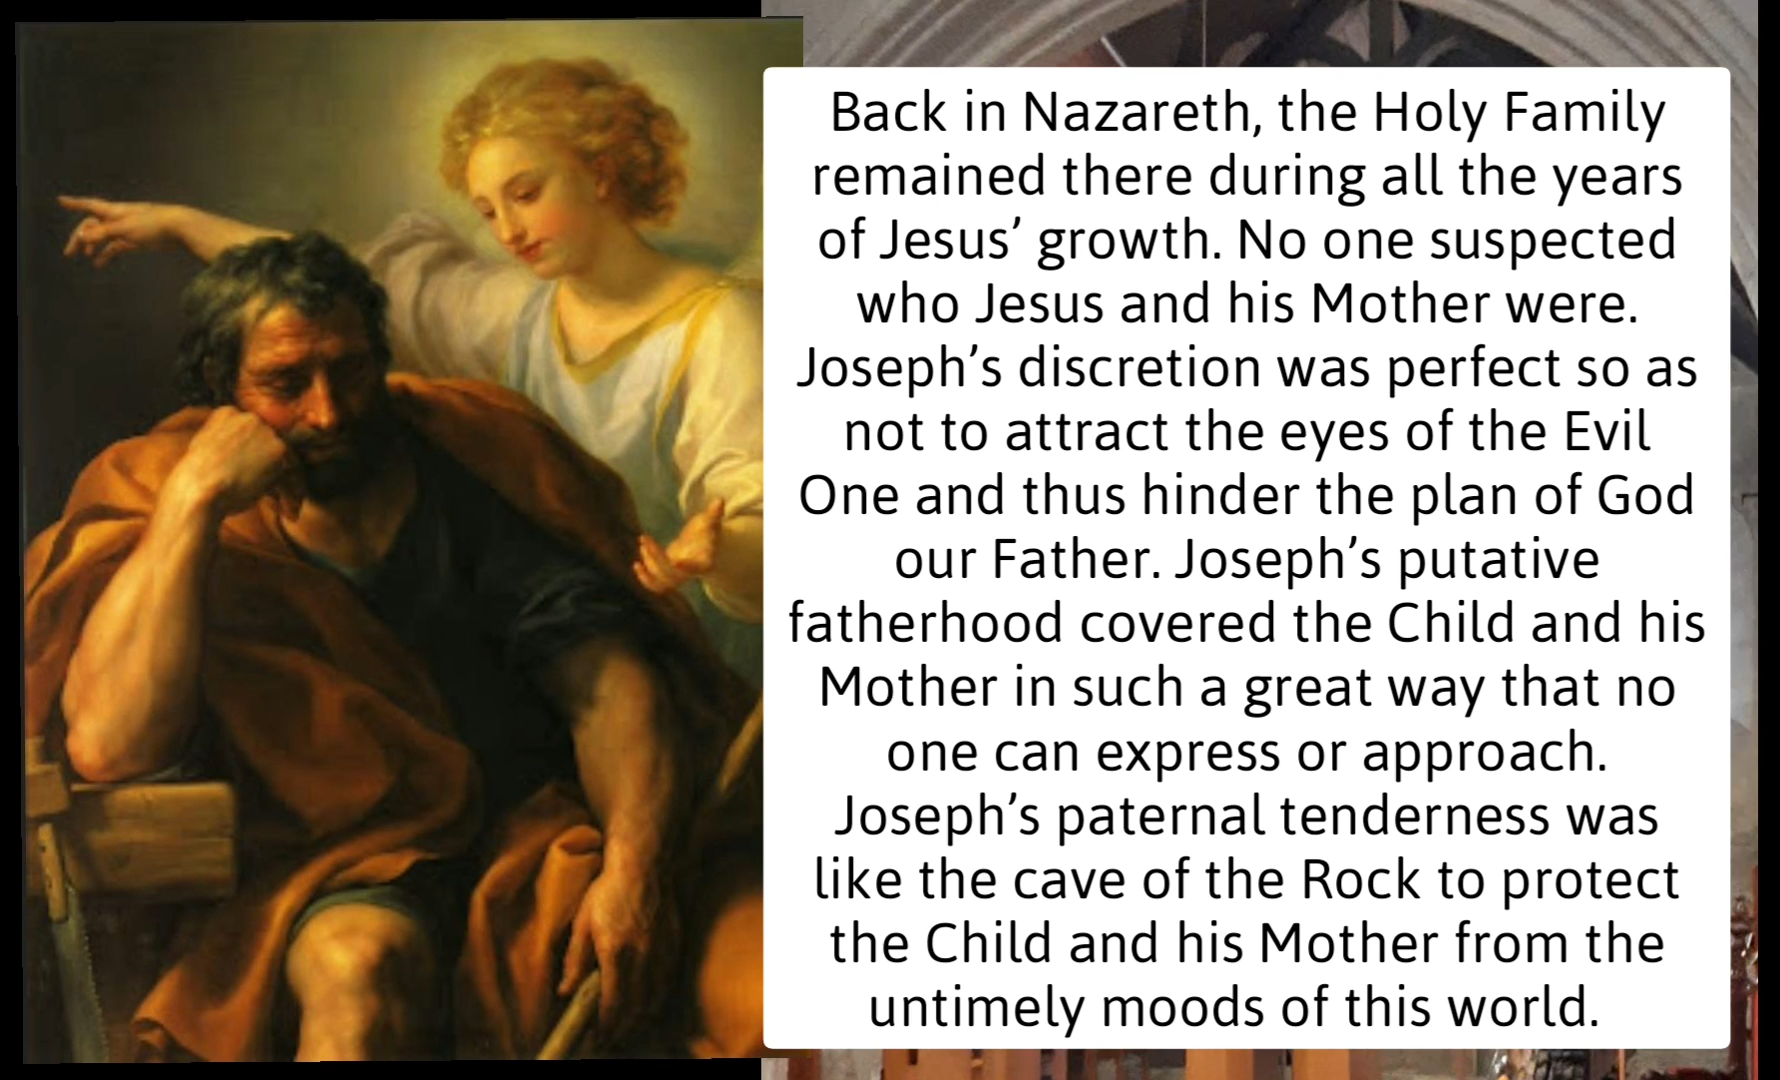 Back in Nazareth, the Holy Family
remained there during all the years
of Jesus’ growth. No one suspected
who Jesus and his Mother were.
Joseph’s discretion was perfect so as
not to attract the eyes of the Evil
One and thus hinder the plan of God
our Father. Joseph’s putative
fatherhood covered the Child and his
Mother in such a great way that no
one can express or approach.
Joseph’s paternal tenderness was
like the cave of the Rock to protect
the Child and his Mother from the
untimely moods of this world.